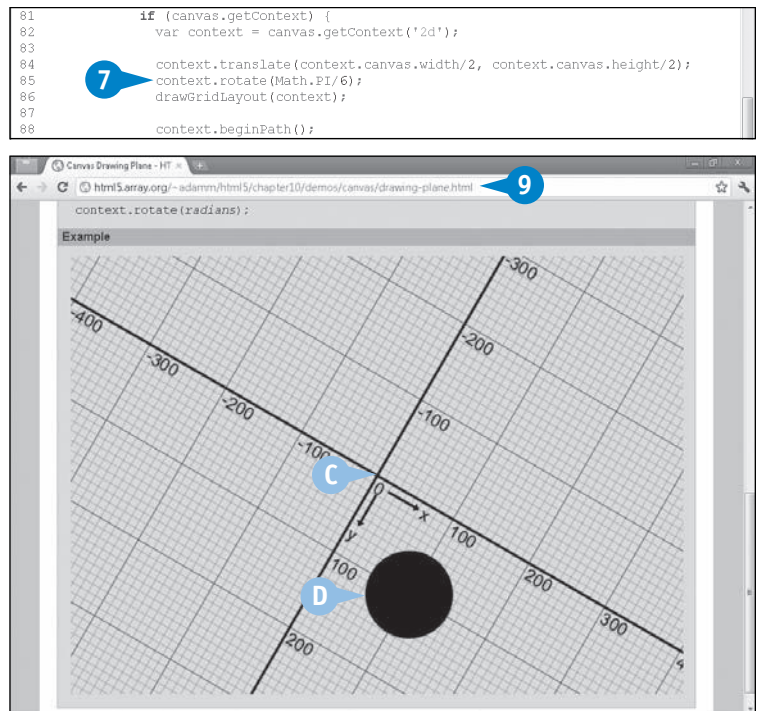 81 if (canvas.getContext) {
82 var context = canvas.getContext('2d');
83
84 context.translate(context.canvas.width/2, context.canvas.height/2);
7
85 context.rotate(Math.PI/6);
86 drawGridLayout(context);
87
88 context.beginPath();
Canvas Drawing Plane - HT ×
html5.array.org/~adamm/html5/chapter10/demos/canvas/drawing-plane.html
9
context.rotate(radians);
Example
-300
-400
-200
-300
-200
-100
-100
C
0
x
y
100
100
200
D
300
200
4